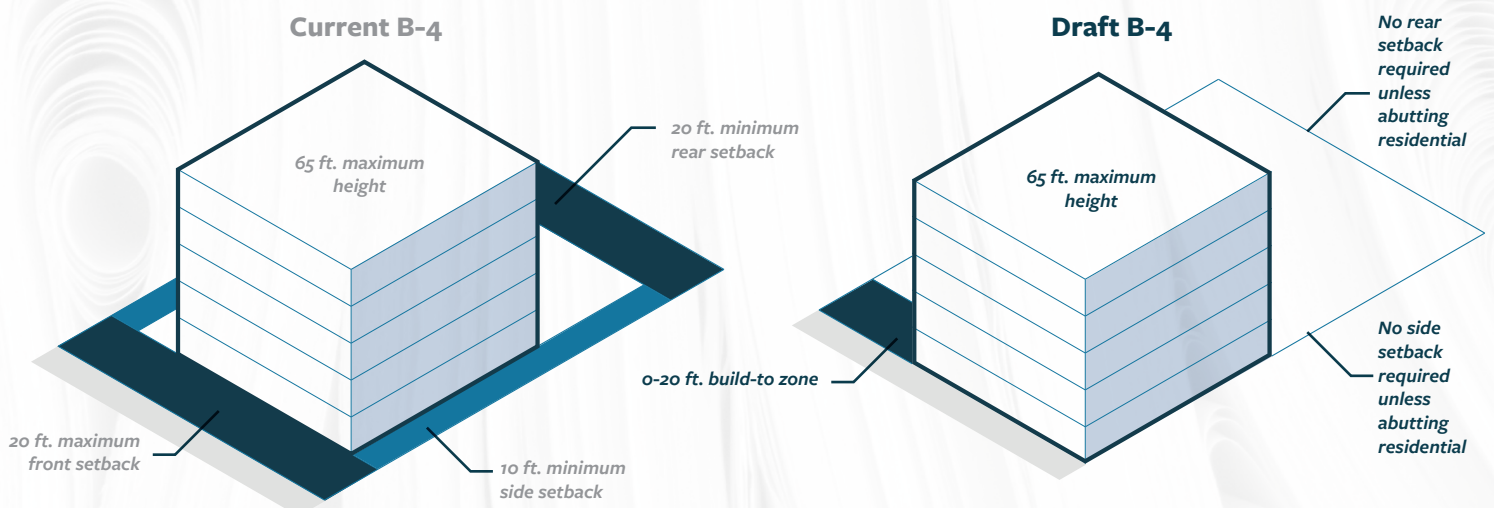 Current B-4
65 ft. maximum
height
20 ft. minimum
rear setback
20 ft. maximum
front setback
10 ft. minimum
side setback
Draft B-4
65 ft. maximum
height
No rear
setback
required
unless
abutting
residential
0-20 ft. build-to zone
No side
setback
required
unless
abutting
residential